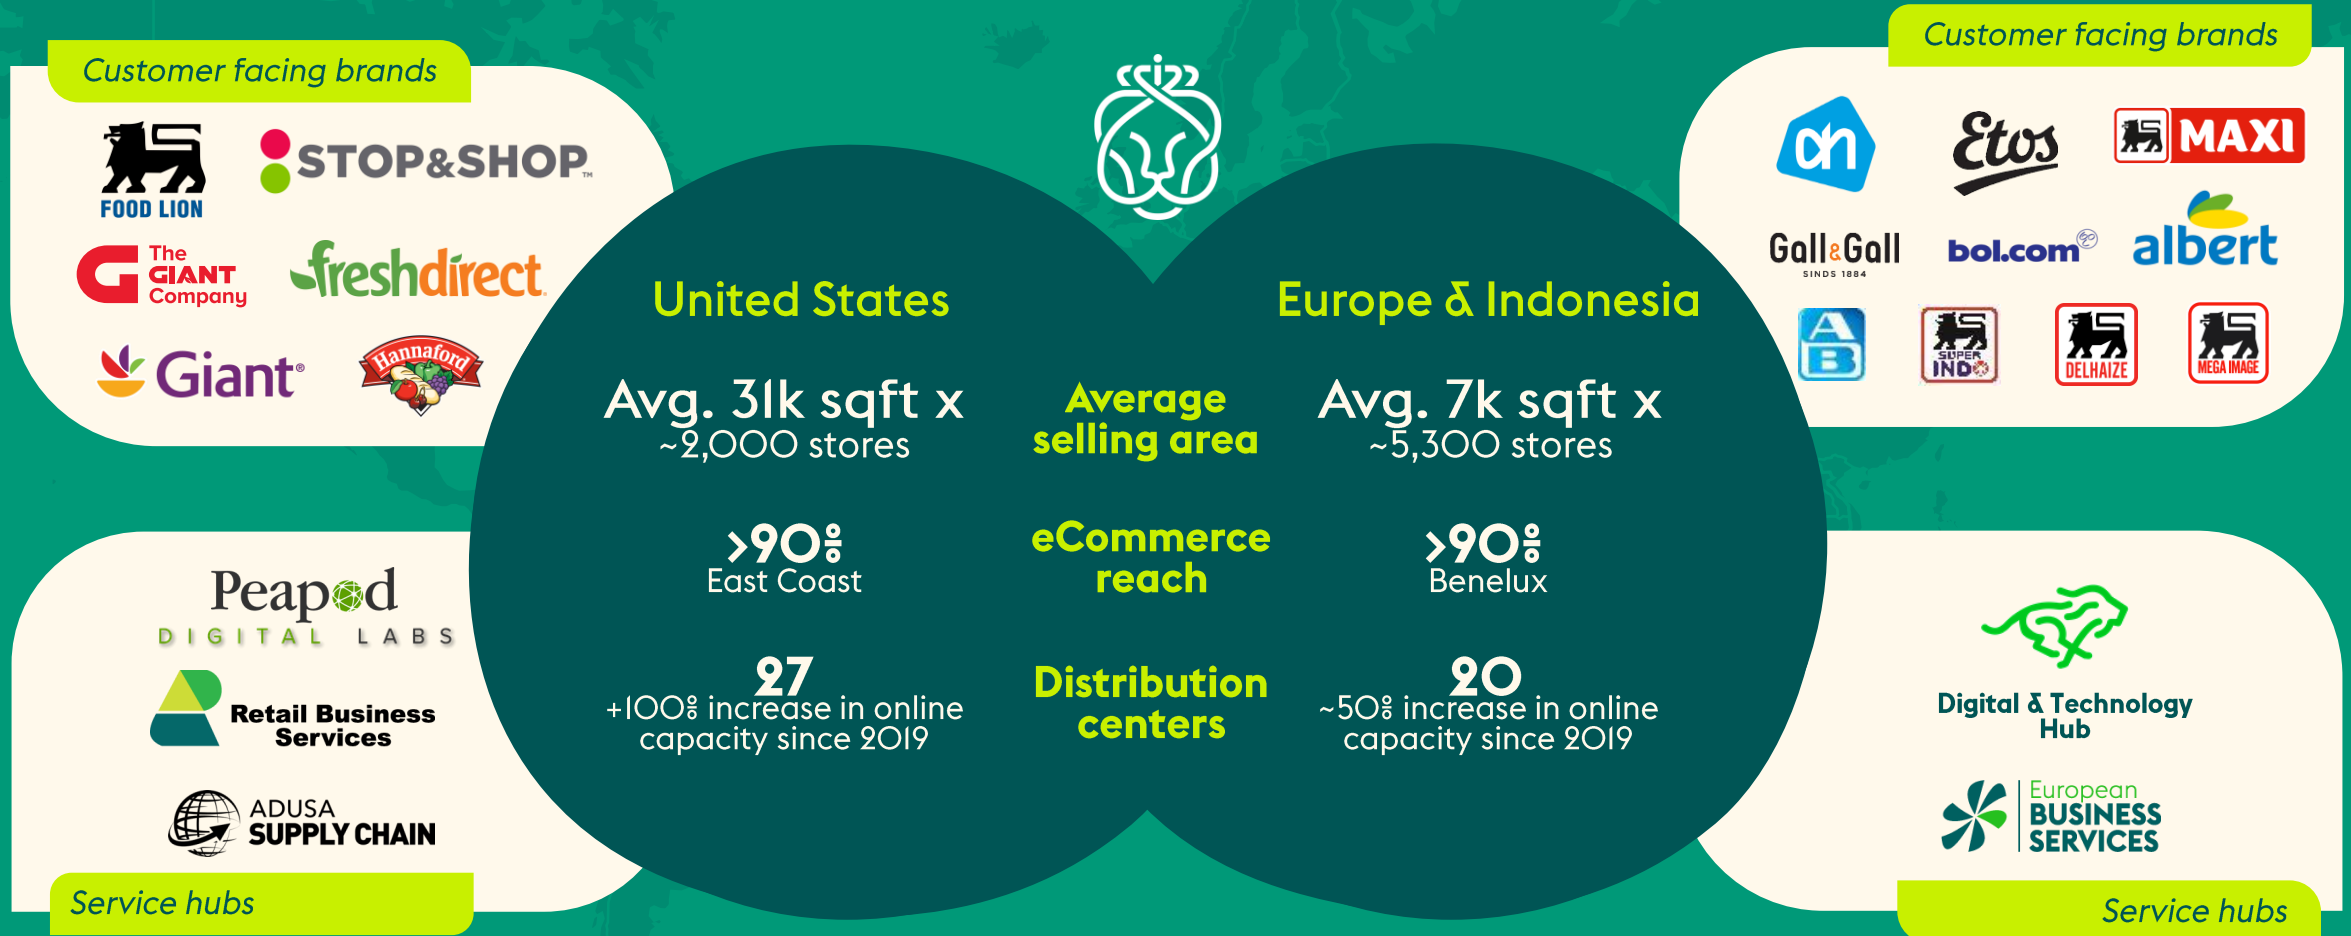 Customer facing brands
FOOD LION
STOP&SHOP™
The
GIANT
Company
freshdirect.
Giant®
Hannaford
Peapod
DIGITAL LABS
Retail Business
Services
ADUSA
SUPPLY CHAIN
Service hubs
United States
Avg. 31k sqft x
~2,000 stores
>90%
East Coast
27
+100% increase in online
capacity since 2019
Average
selling area
eCommerce
reach
Distribution
centers
Europe & Indonesia
Avg. 7k sqft x
~5,300 stores
>90%
Benelux
20
~50% increase in online
capacity since 2019
Customer facing brands
ah
Etos
MAXI
Gall&Gall
SINDS 1884
bol.com
albert
AB
SUPER
INDO
DELHAIZE
MEGA IMAGE
Digital & Technology
Hub
European
BUSINESS
SERVICES
Service hubs